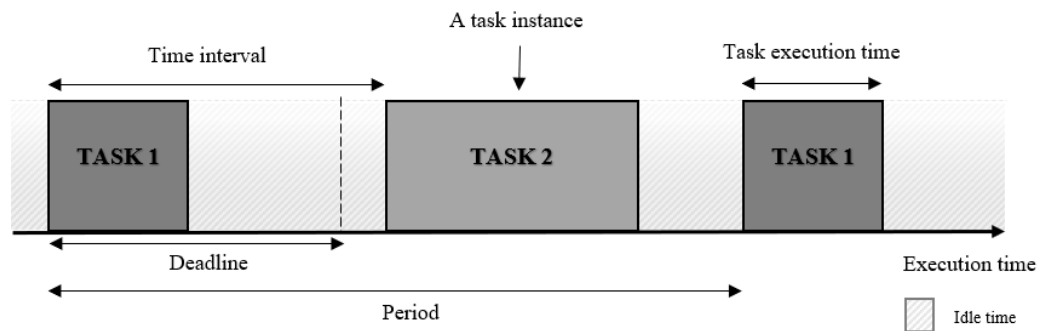 A task instance
Time interval
Task execution time
TASK 1
TASK 2
TASK 1
Deadline
Execution time
Period
Idle time